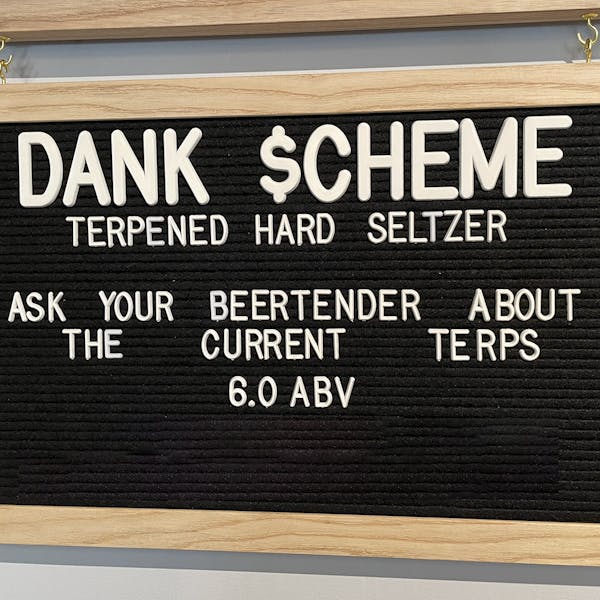 DANK $CHEME
TERPENED HARD SELTZER
ASK YOUR BEERTENDER ABOUT
THE CURRENT TERPS
6.0 ABV